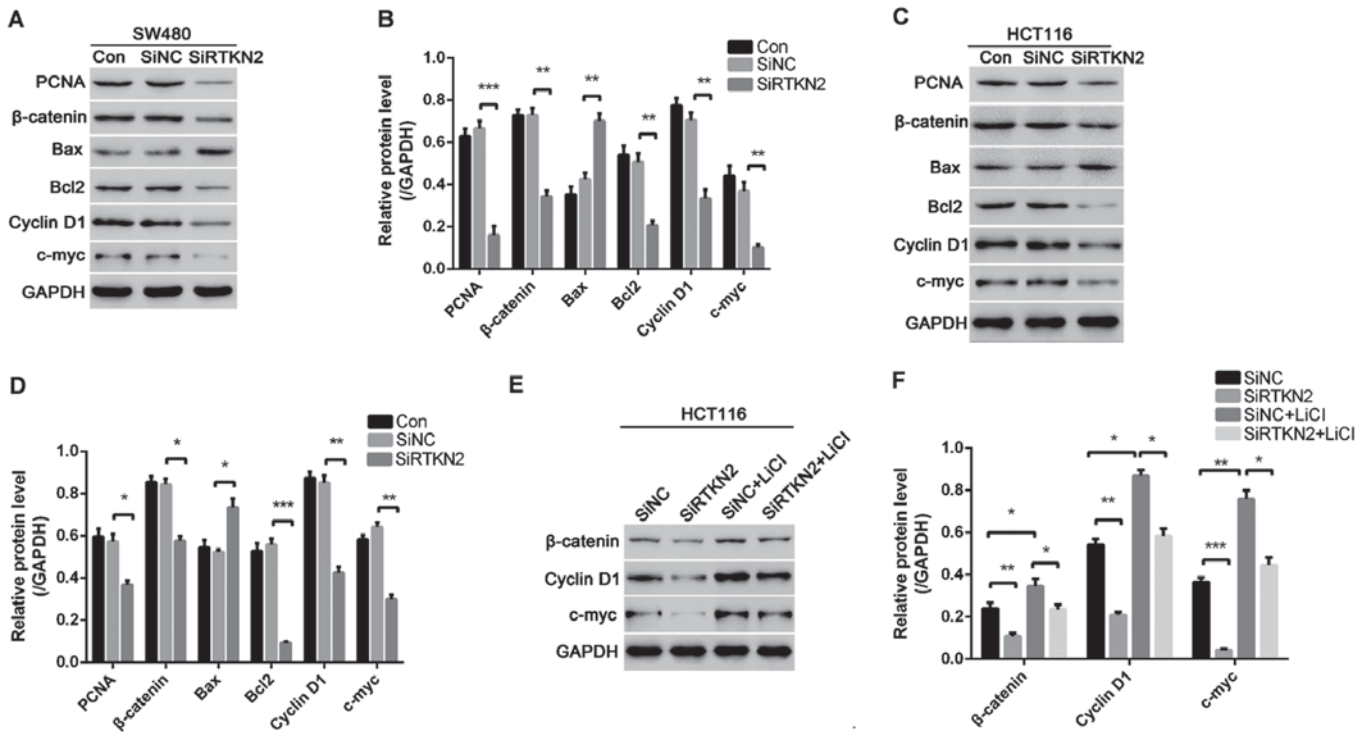 A
SW480
Con SiNC SiRTKN2
PCNA
β-catenin
Bax
Bcl2
Cyclin D1
c-myc
GAPDH
B
Con
SiNC
SiRTKN2
Relative protein level
(/GAPDH)
1.0
0.8
0.6
0.4
0.2
0.0
*** ** ** ** ** **
PCNA β-catenin Bax Bcl2 Cyclin D1 c-myc
C
HCT116
Con SiNC SiRTKN2
PCNA
β-catenin
Bax
Bcl2
Cyclin D1
c-myc
GAPDH
D
Con
SiNC
SiRTKN2
Relative protein level
(/GAPDH)
1.0
0.8
0.6
0.4
0.2
0.0
* * * *** ** **
PCNA β-catenin Bax Bcl2 Cyclin D1 c-myc
E
HCT116
SiNC SiRTKN2 SiNC+LiCl SiRTKN2+LiCl
β-catenin
Cyclin D1
c-myc
GAPDH
F
SiNC
SiRTKN2
SiNC+LiCl
SiRTKN2+LiCl
Relative protein level
(/GAPDH)
1.0
0.8
0.6
0.4
0.2
0.0
* ** * * ** * ** *** *
β-catenin Cyclin D1 c-myc